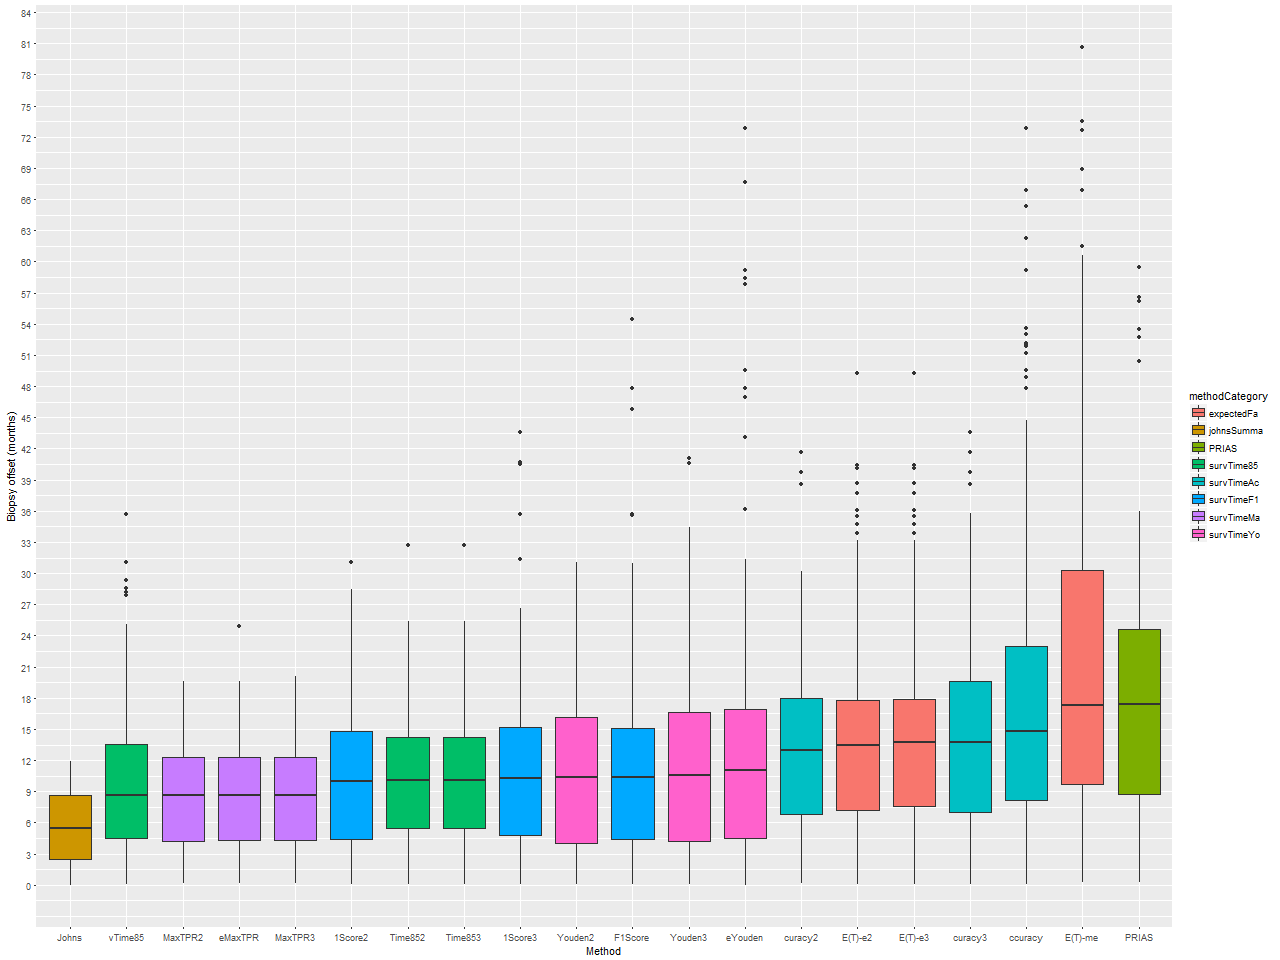 84
81
78
75
72
69
66
63
60
57
54
51
48
45
42
39
36
33
30
27
24
21
18
15
12
9
6
3
0
Biopsy offset (months)
Johns vTime85 MaxTPR2 eMaxTPR MaxTPR3 1Score2 Time852 Time853 1Score3 Youden2 F1Score Youden3 eYouden curacy2 E(T)-e2 E(T)-e3 curacy3 ccuracy E(T)-me PRIAS
Method
methodCategory
expectedFa
johnsSumma
PRIAS
survTime85
survTimeAc
survTimeF1
survTimeMa
survTimeYo